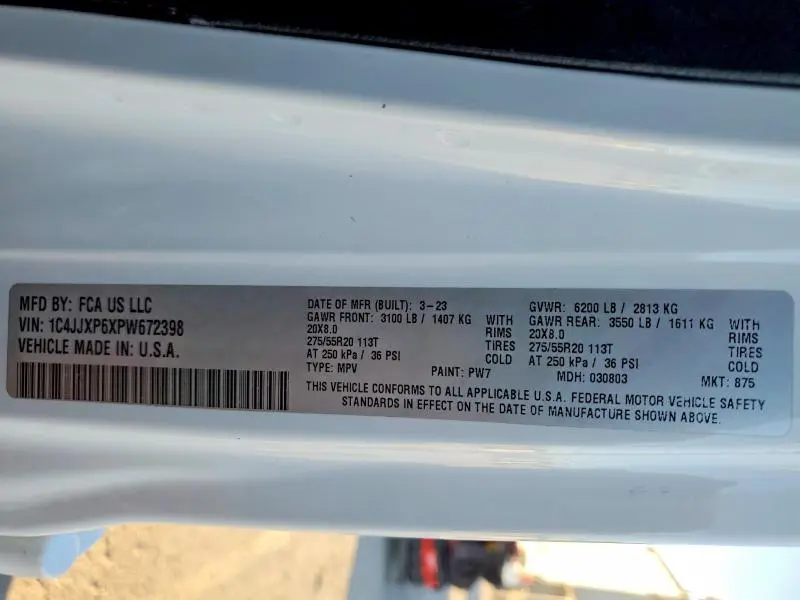 MFD BY: FCA US LLC
VIN: 1C4JJXP6XPW672398
VEHICLE MADE IN: U.S.A.
DATE OF MFR (BUILT): 3-23
GAWR FRONT: 3100 LB / 1407 KG WITH
20X8.0 RIMS
275/55R20 113T TIRES
AT 250 kPa / 36 PSI COLD
TYPE: MPV PAINT: PW7
GVWR: 6200 LB / 2813 KG
GAWR REAR: 3550 LB / 1611 KG WITH
20X8.0 RIMS
275/55R20 113T TIRES
AT 250 kPa / 36 PSI COLD
MDH: 030803 MKT: 875
THIS VEHICLE CONFORMS TO ALL APPLICABLE U.S.A. FEDERAL MOTOR VEHICLE SAFETY
STANDARDS IN EFFECT ON THE DATE OF MANUFACTURE SHOWN ABOVE.